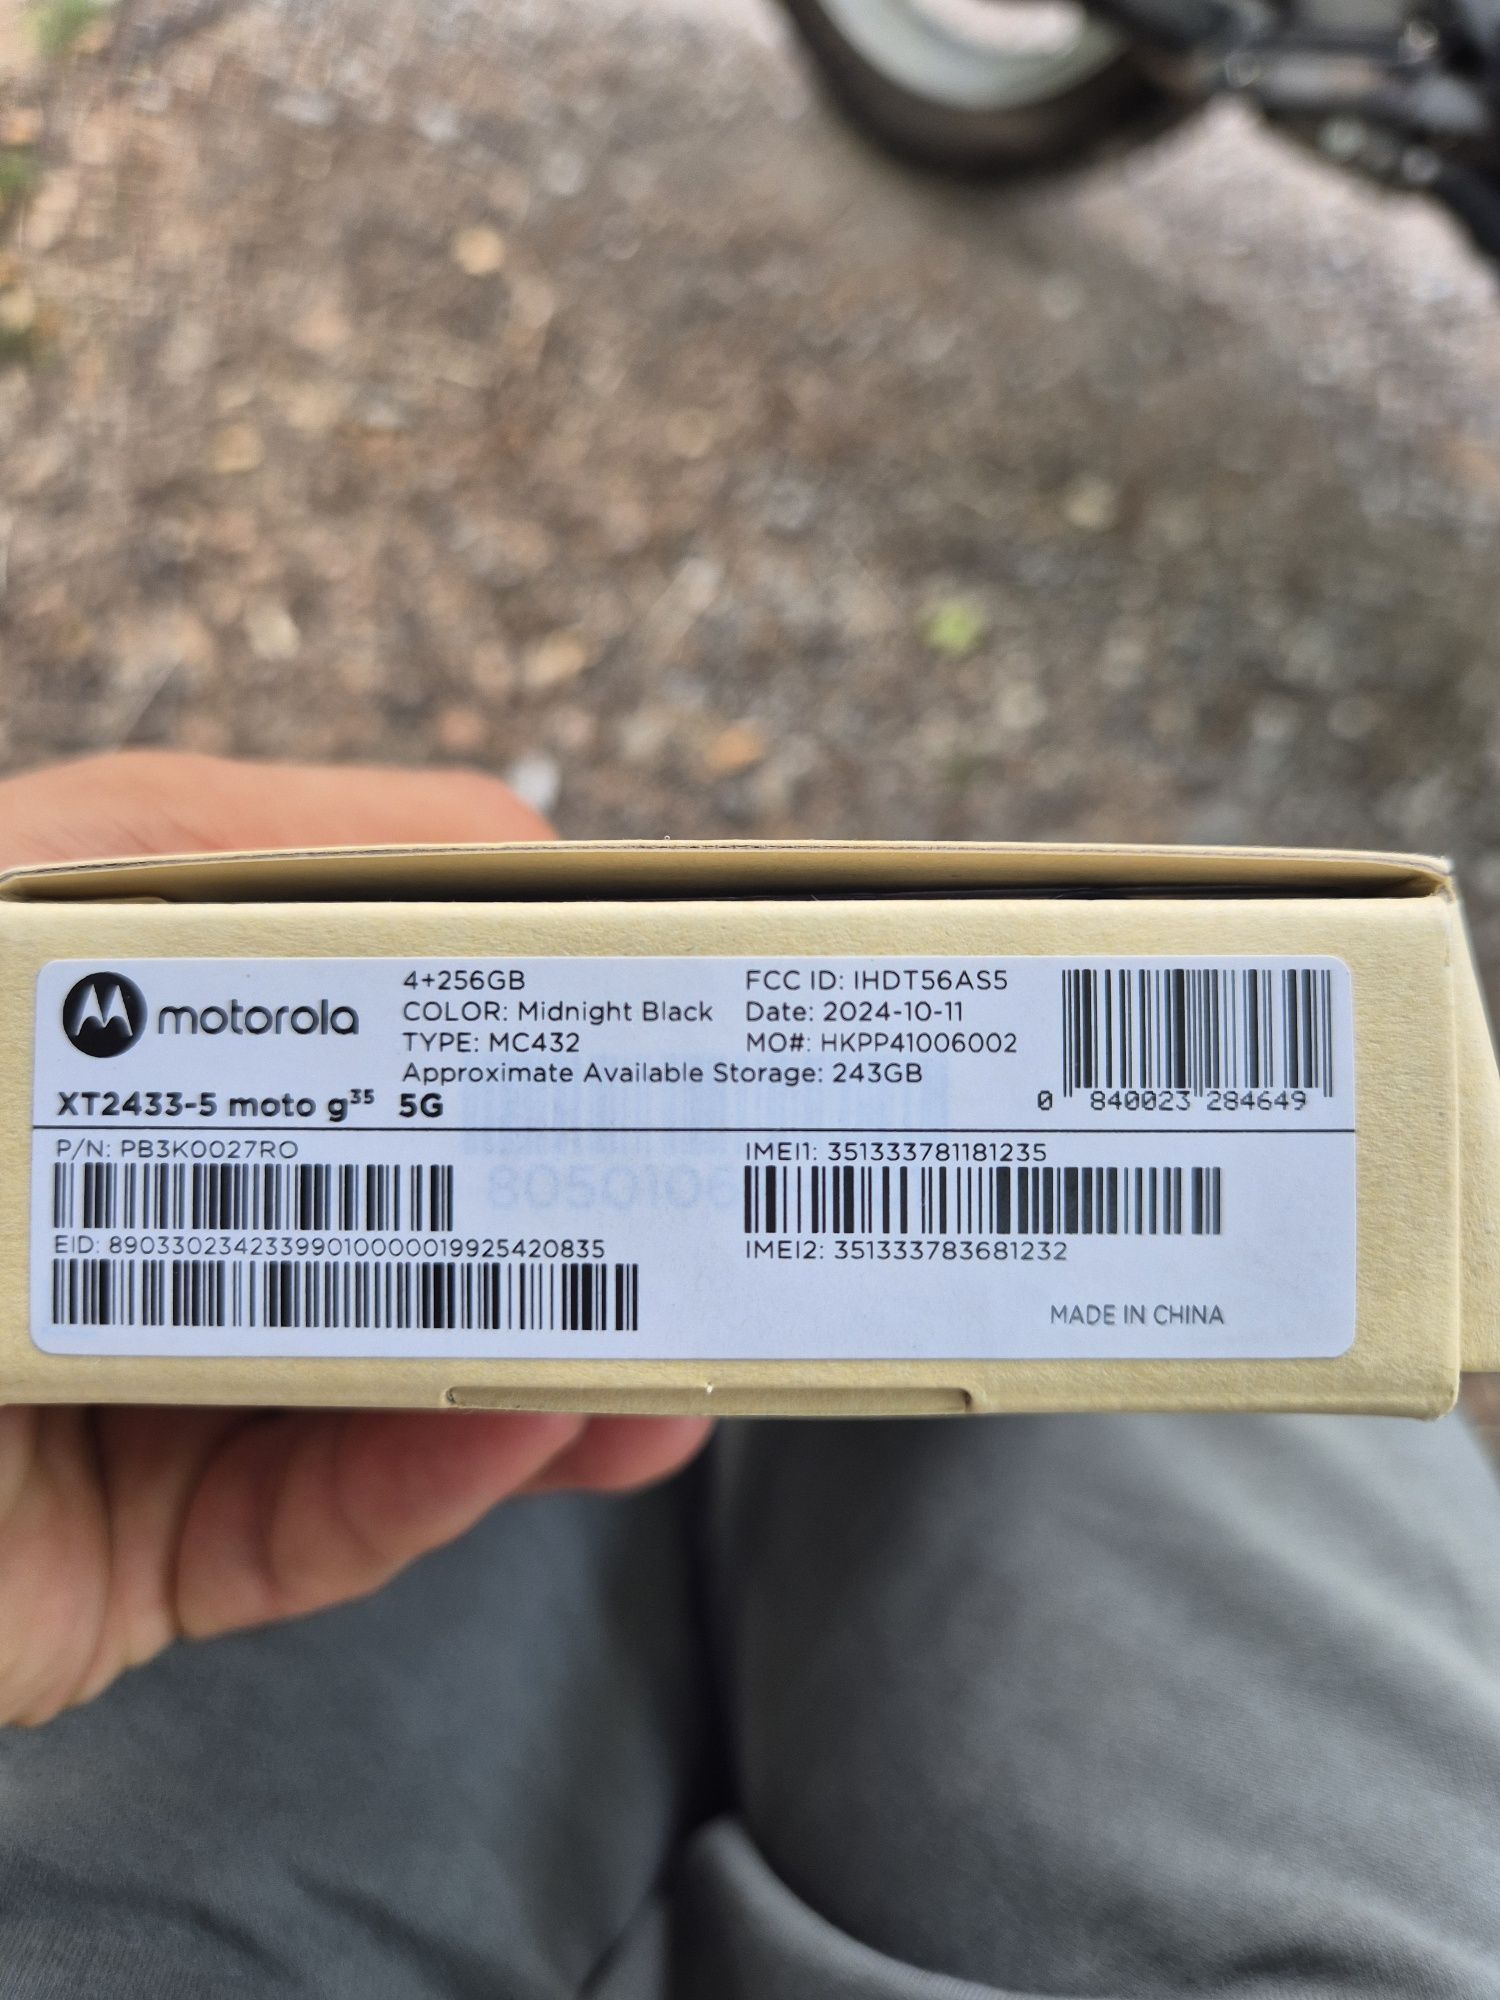 motorola
XT2433-5 moto g35 5G
4+256GB
COLOR: Midnight Black
TYPE: MC432
Approximate Available Storage: 243GB
FCC ID: IHDT56AS5
Date: 2024-10-11
MO#: HKPP41006002
0 840023 284649
P/N: PB3K0027RO
EID: 89033023423399010000019925420835
IMEI1: 351333781181235
IMEI2: 351333783681232
MADE IN CHINA
8050106